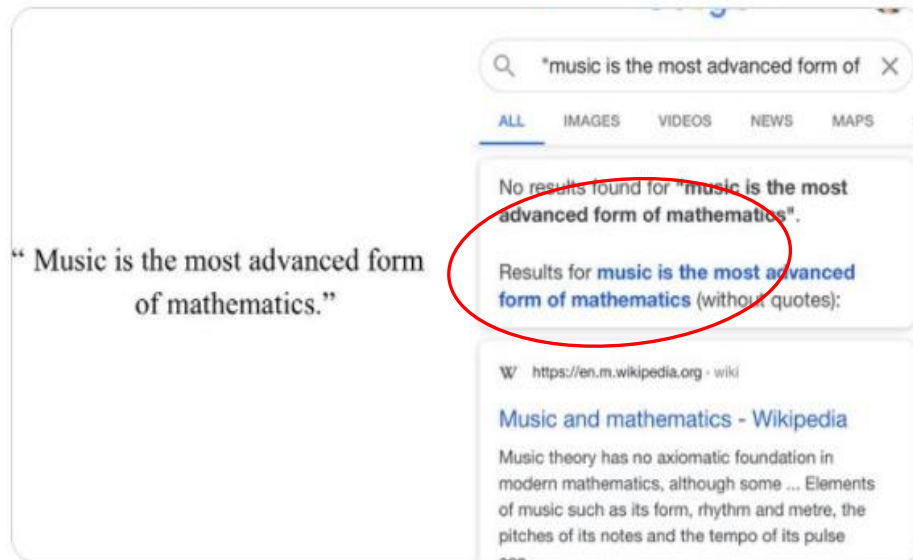 “ Music is the most advanced form
of mathematics.”
"music is the most advanced form of
ALL IMAGES VIDEOS NEWS MAPS
No results found for "music is the most
advanced form of mathematics".
Results for music is the most advanced
form of mathematics (without quotes):
W https://en.m.wikipedia.org › wiki
Music and mathematics - Wikipedia
Music theory has no axiomatic foundation in
modern mathematics, although some ... Elements
of music such as its form, rhythm and metre, the
pitches of its notes and the tempo of its pulse